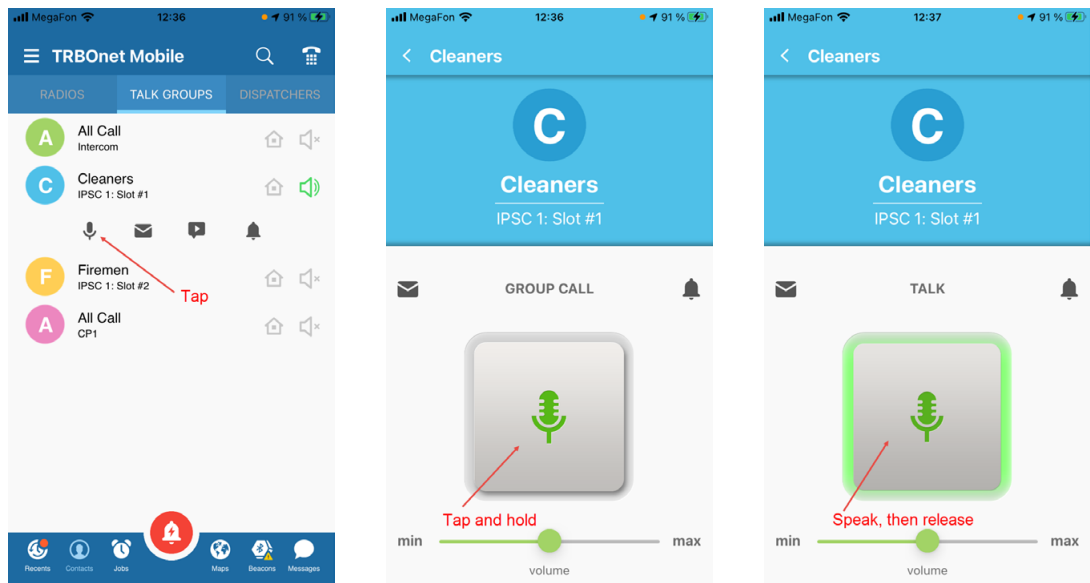 MegaFon 12:36 91 %
TRBOnet Mobile
RADIOS TALK GROUPS DISPATCHERS
A All Call
Intercom
C Cleaners
IPSC 1: Slot #1
F Firemen
IPSC 1: Slot #2
Tap
A All Call
CP1
Recents Contacts Jobs Maps Beacons Messages
MegaFon 12:36 91 %
Cleaners
C
Cleaners
IPSC 1: Slot #1
GROUP CALL
Tap and hold
min max
volume
MegaFon 12:37 91 %
Cleaners
C
Cleaners
IPSC 1: Slot #1
TALK
Speak, then release
min max
volume